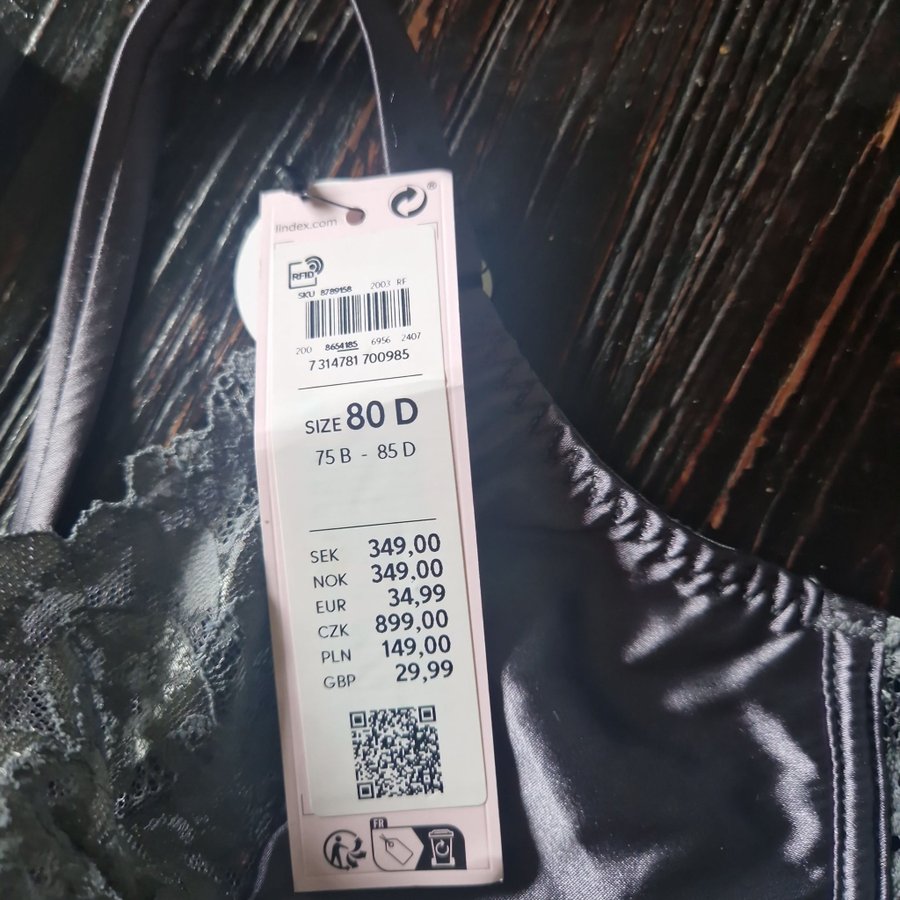 lindex.com
RFID
SKU 8789158 2003 RF
200 8654185 6956 2407
7 314781 700985
SIZE 80 D
75 B - 85 D
SEK 349,00
NOK 349,00
EUR 34,99
CZK 899,00
PLN 149,00
GBP 29,99
FR